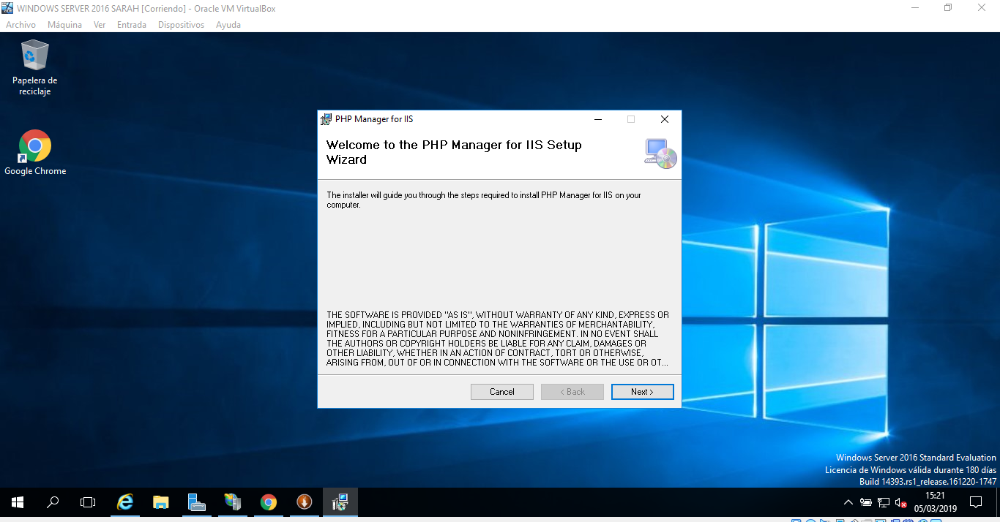 WINDOWS SERVER 2016 SARAH [Corriendo] - Oracle VM VirtualBox
Archivo Máquina Ver Entrada Dispositivos Ayuda
Papelera de
reciclaje
Google Chrome
PHP Manager for IIS
Welcome to the PHP Manager for IIS Setup
Wizard
The installer will guide you through the steps required to install PHP Manager for IIS on your
computer.
THE SOFTWARE IS PROVIDED "AS IS", WITHOUT WARRANTY OF ANY KIND, EXPRESS OR
IMPLIED, INCLUDING BUT NOT LIMITED TO THE WARRANTIES OF MERCHANTABILITY,
FITNESS FOR A PARTICULAR PURPOSE AND NONINFRINGEMENT. IN NO EVENT SHALL
THE AUTHORS OR COPYRIGHT HOLDERS BE LIABLE FOR ANY CLAIM, DAMAGES OR
OTHER LIABILITY, WHETHER IN AN ACTION OF CONTRACT, TORT OR OTHERWISE,
ARISING FROM, OUT OF OR IN CONNECTION WITH THE SOFTWARE OR THE USE OR OT...
Cancel < Back Next >
Windows Server 2016 Standard Evaluation
Licencia de Windows válida durante 180 días
Build 14393.rs1_release.161220-1747
15:21
05/03/2019